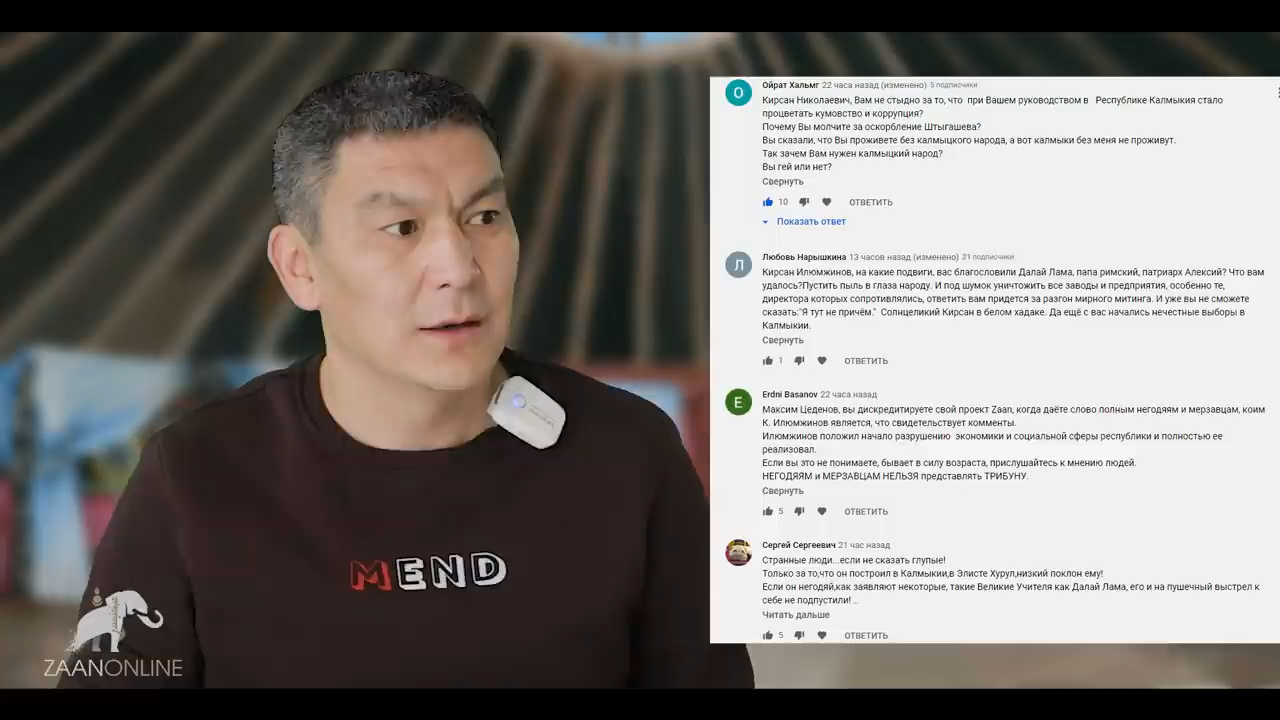 Ойрат Хальмг 22 часа назад (изменено) 5 подписчики
Кирсан Николаевич, Вам не стыдно за то, что при Вашем руководством в Республике Калмыкия стало
процветать кумовство и коррупция?
Почему Вы молчите за оскорбление Штыгашева?
Вы сказали, что Вы проживете без калмыцкого народа, а вот калмыки без меня не проживут.
Так зачем Вам нужен калмыцкий народ?
Вы гей или нет?
Свернуть
10 ОТВЕТИТЬ
Показать ответ
Любовь Нарышкина 13 часов назад (изменено) 21 подписчики
Кирсан Илюмжинов, на какие подвиги, вас благословили Далай Лама, папа римский, патриарх Алексий? Что вам
удалось?Пустить пыль в глаза народу. И под шумок уничтожить все заводы и предприятия, особенно те,
директора которых сопротивлялись, ответить вам придется за разгон мирного митинга. И уже вы не сможете
сказать:"Я тут не причём." Солнцеликий Кирсан в белом хадаке. Да ещё с вас начались нечестные выборы в
Калмыкии.
Свернуть
1 ОТВЕТИТЬ
Erdni Basanov 22 часа назад
Максим Цеденов, вы дискредитируете свой проект Zaan, когда даёте слово полным негодяям и мерзавцам, коим
К. Илюмжинов является, что свидетельствует комменты.
Илюмжинов положил начало разрушению экономики и социальной сферы республики и полностью ее
реализовал.
Если вы это не понимаете, бывает в силу возраста, прислушайтесь к мнению людей.
НЕГОДЯЯМ и МЕРЗАВЦАМ НЕЛЬЗЯ представлять ТРИБУНУ.
Свернуть
5 ОТВЕТИТЬ
Сергей Сергеевич 21 час назад
Странные люди...если не сказать глупые!
Только за то,что он построил в Калмыкии,в Элисте Хурул,низкий поклон ему!
Если он негодяй,как заявляют некоторые, такие Великие Учителя как Далай Лама, его и на пушечный выстрел к
себе не подпустили! ..
Читать дальше
5 ОТВЕТИТЬ
MEND
ZAANONLINE